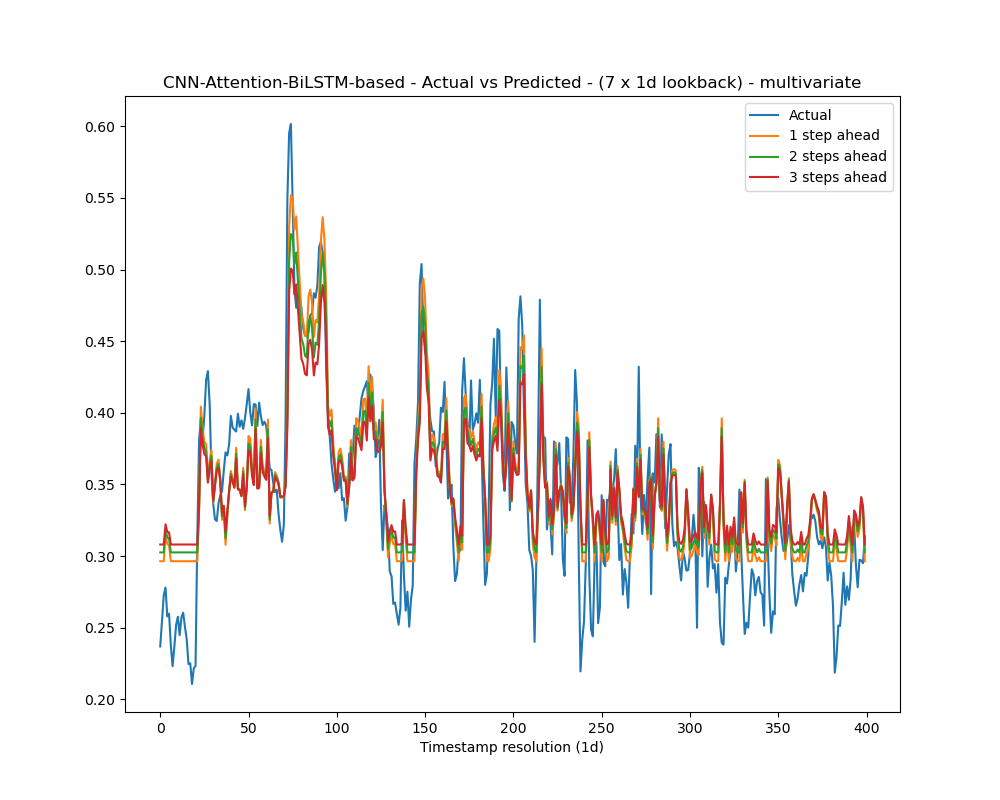 CNN-Attention-BiLSTM-based - Actual vs Predicted - (7 x 1d lookback) - multivariate
Actual
1 step ahead
2 steps ahead
3 steps ahead
0.60
0.55
0.50
0.45
0.40
0.35
0.30
0.25
0.20
0 50 100 150 200 250 300 350 400
Timestamp resolution (1d)